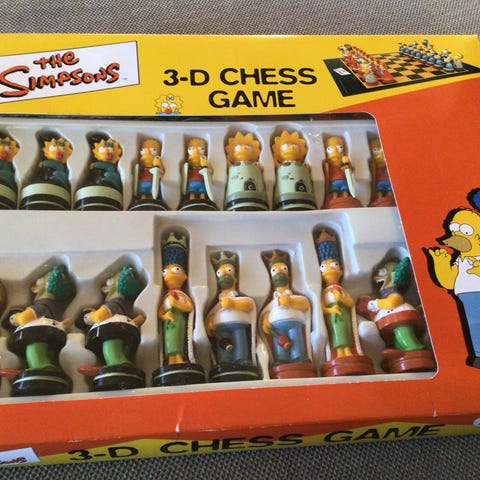 THE
SIMPSONS
3-D CHESS
GAME
3-D CHESS GAME